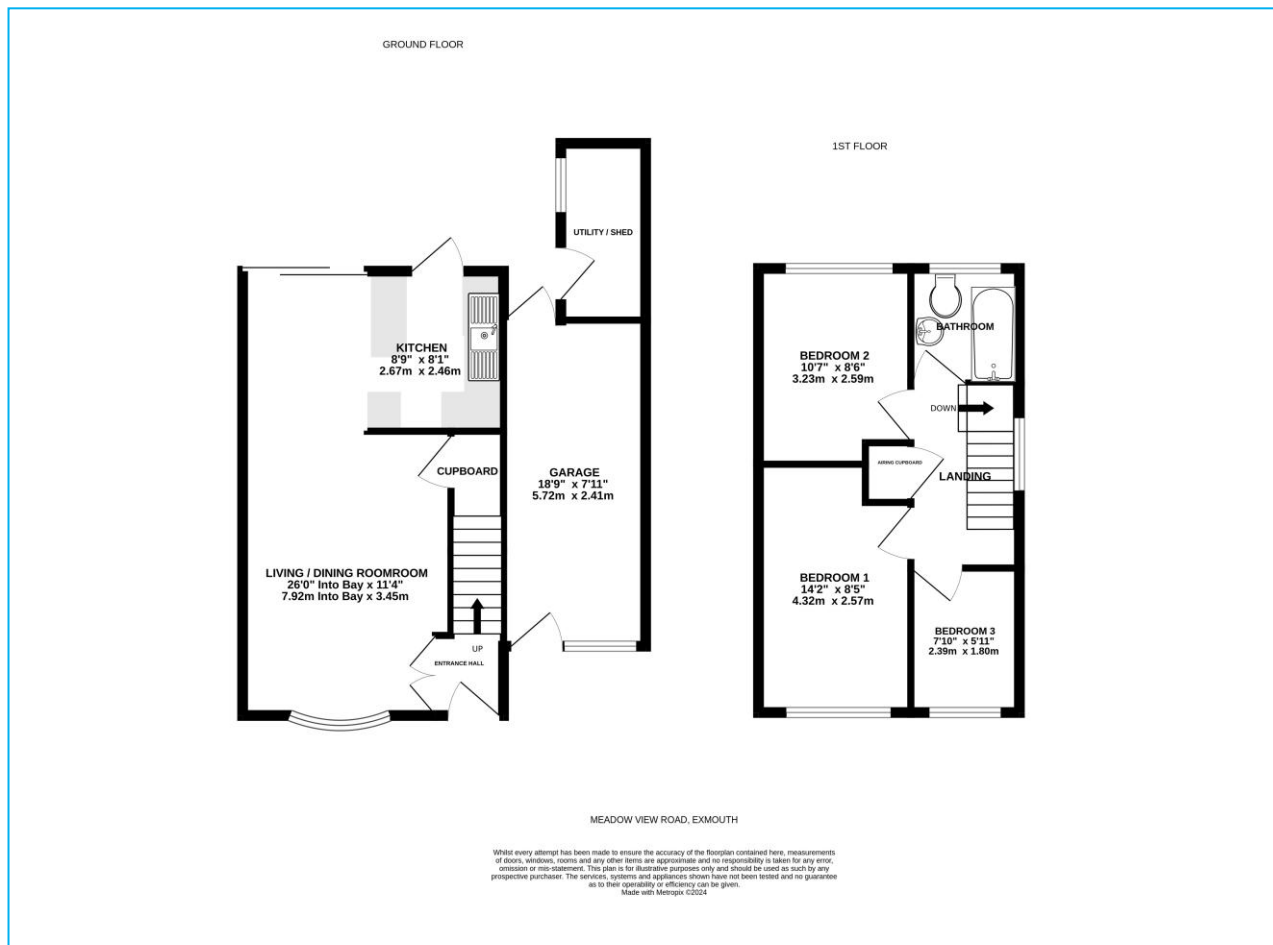 GROUND FLOOR
1ST FLOOR
UTILITY / SHED
KITCHEN
8'9" x 8'1"
2.67m x 2.46m
CUPBOARD
GARAGE
18'9" x 7'11"
5.72m x 2.41m
LIVING / DINING ROOMROOM
26'0" Into Bay x 11'4"
7.92m Into Bay x 3.45m
UP
ENTRANCE HALL
BATHROOM
BEDROOM 2
10'7" x 8'6"
3.23m x 2.59m
DOWN
AIRING CUPBOARD
LANDING
BEDROOM 1
14'2" x 8'5"
4.32m x 2.57m
BEDROOM 3
7'10" x 5'11"
2.39m x 1.80m
MEADOW VIEW ROAD, EXMOUTH
Whilst every attempt has been made to ensure the accuracy of the floorplan contained here, measurements
of doors, windows, rooms and any other items are approximate and no responsibility is taken for any error,
omission or mis-statement. This plan is for illustrative purposes only and should be used as such by any
prospective purchaser. The services, systems and appliances shown have not been tested and no guarantee
as to their operability or efficiency can be given.
Made with Metropix ©2024